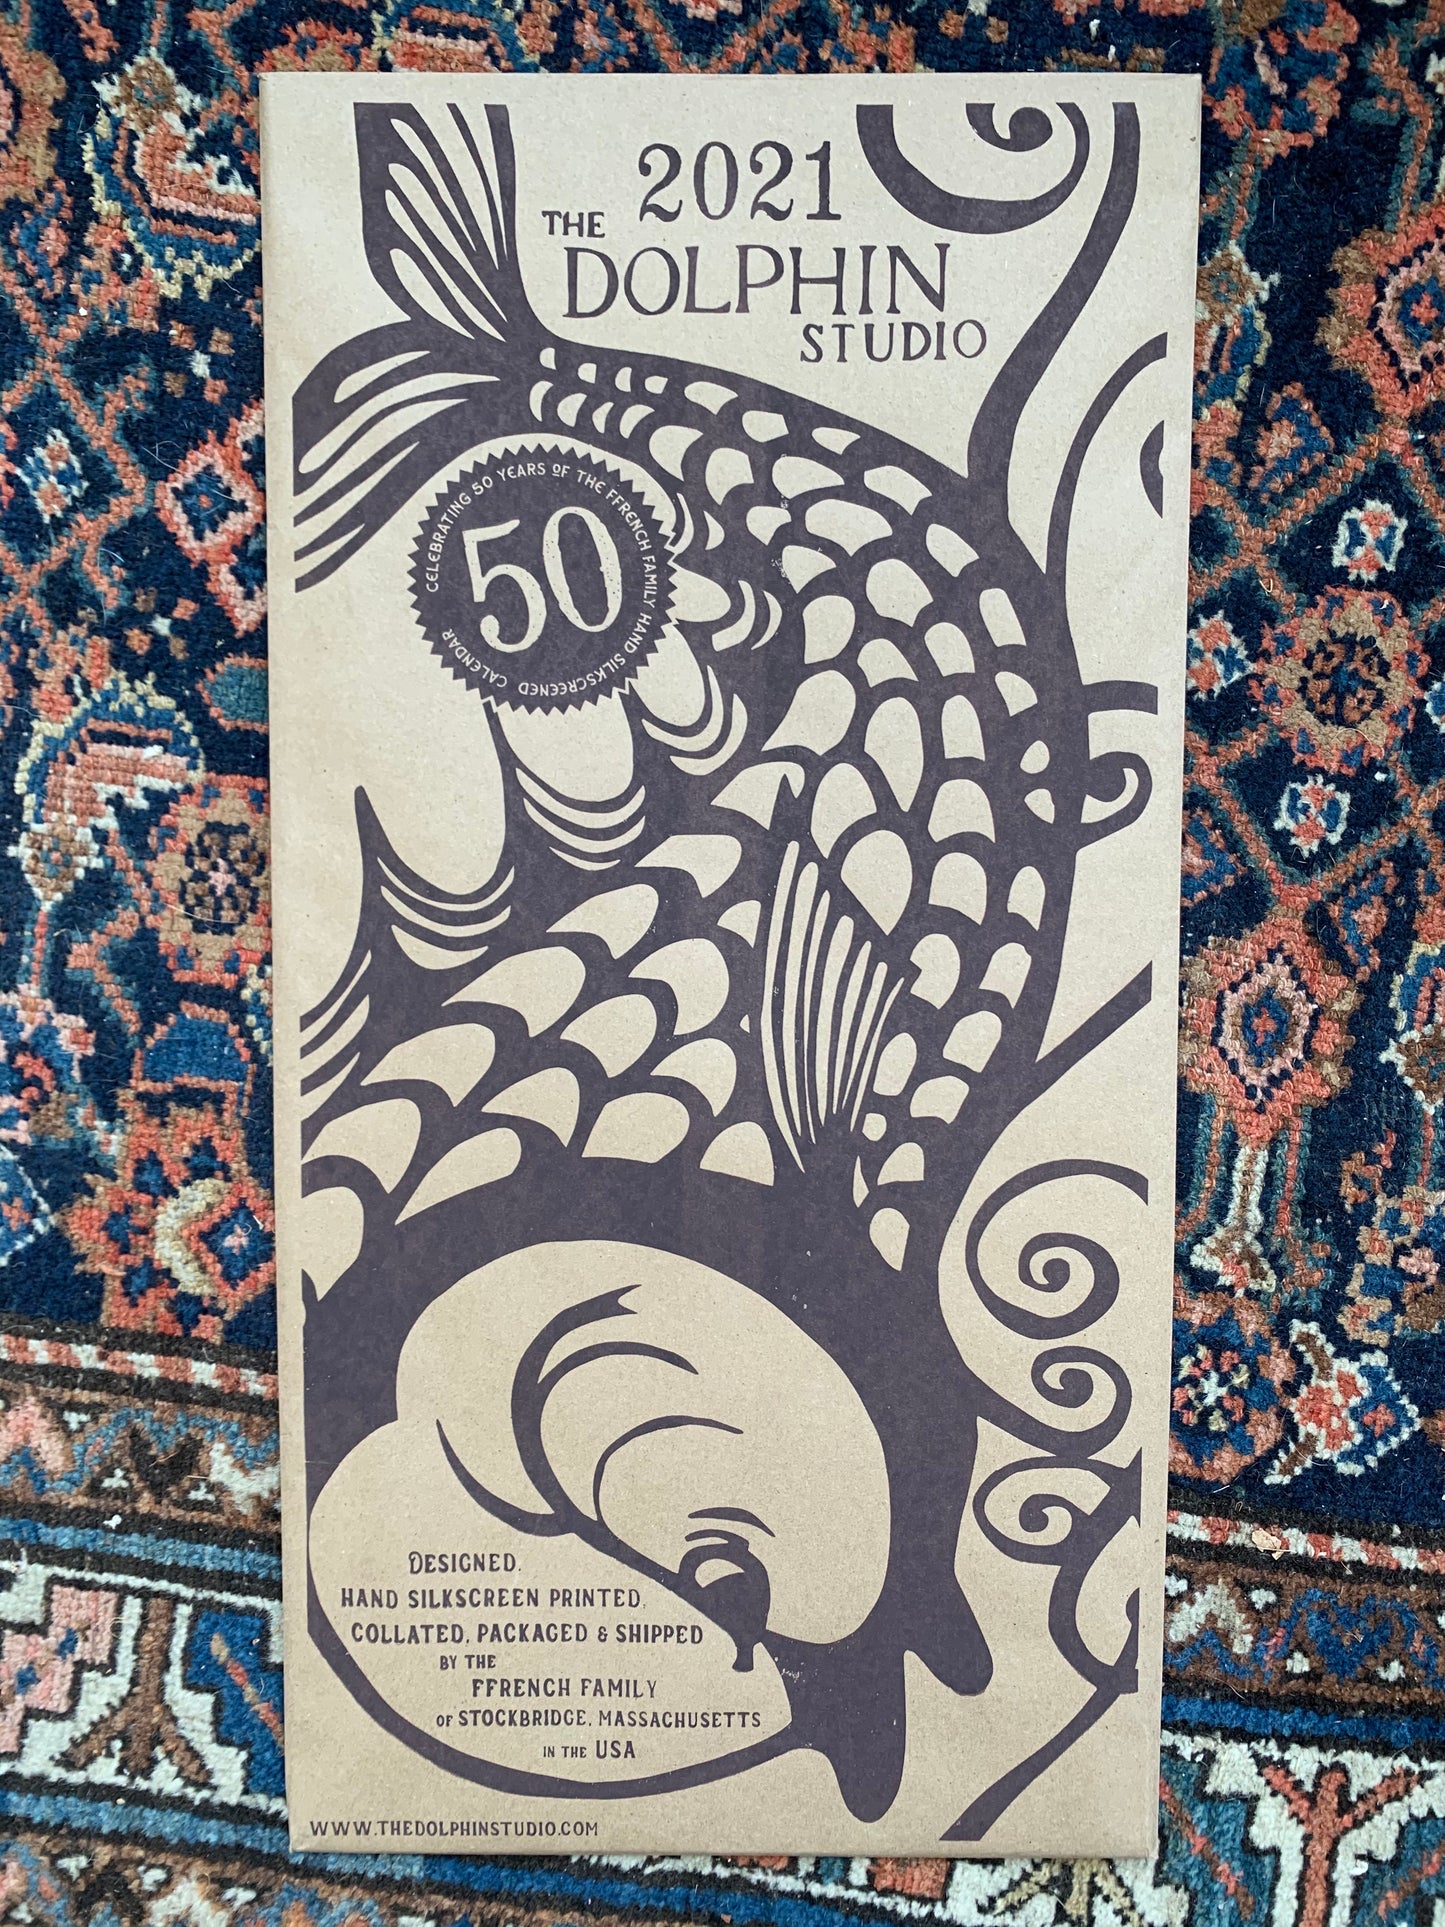 2021
THE
DOLPHIN
STUDIO
CELEBRATING 50 YEARS OF THE FFRENCH FAMILY HAND SILKSCREENED CALENDAR
50
DESIGNED,
HAND SILKSCREEN PRINTED,
COLLATED, PACKAGED & SHIPPED
BY THE
FFRENCH FAMILY
OF STOCKBRIDGE, MASSACHUSETTS
IN THE USA
WWW.THEDOLPHINSTUDIO.COM